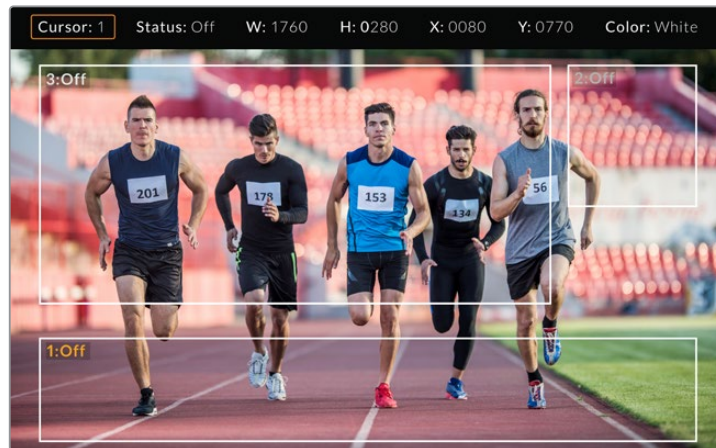 Cursor: 1 Status: Off W: 1760 H: 0280 X: 0080 Y: 0770 Color: White
3:Off
2:Off
201
178
153
134
56
1:Off